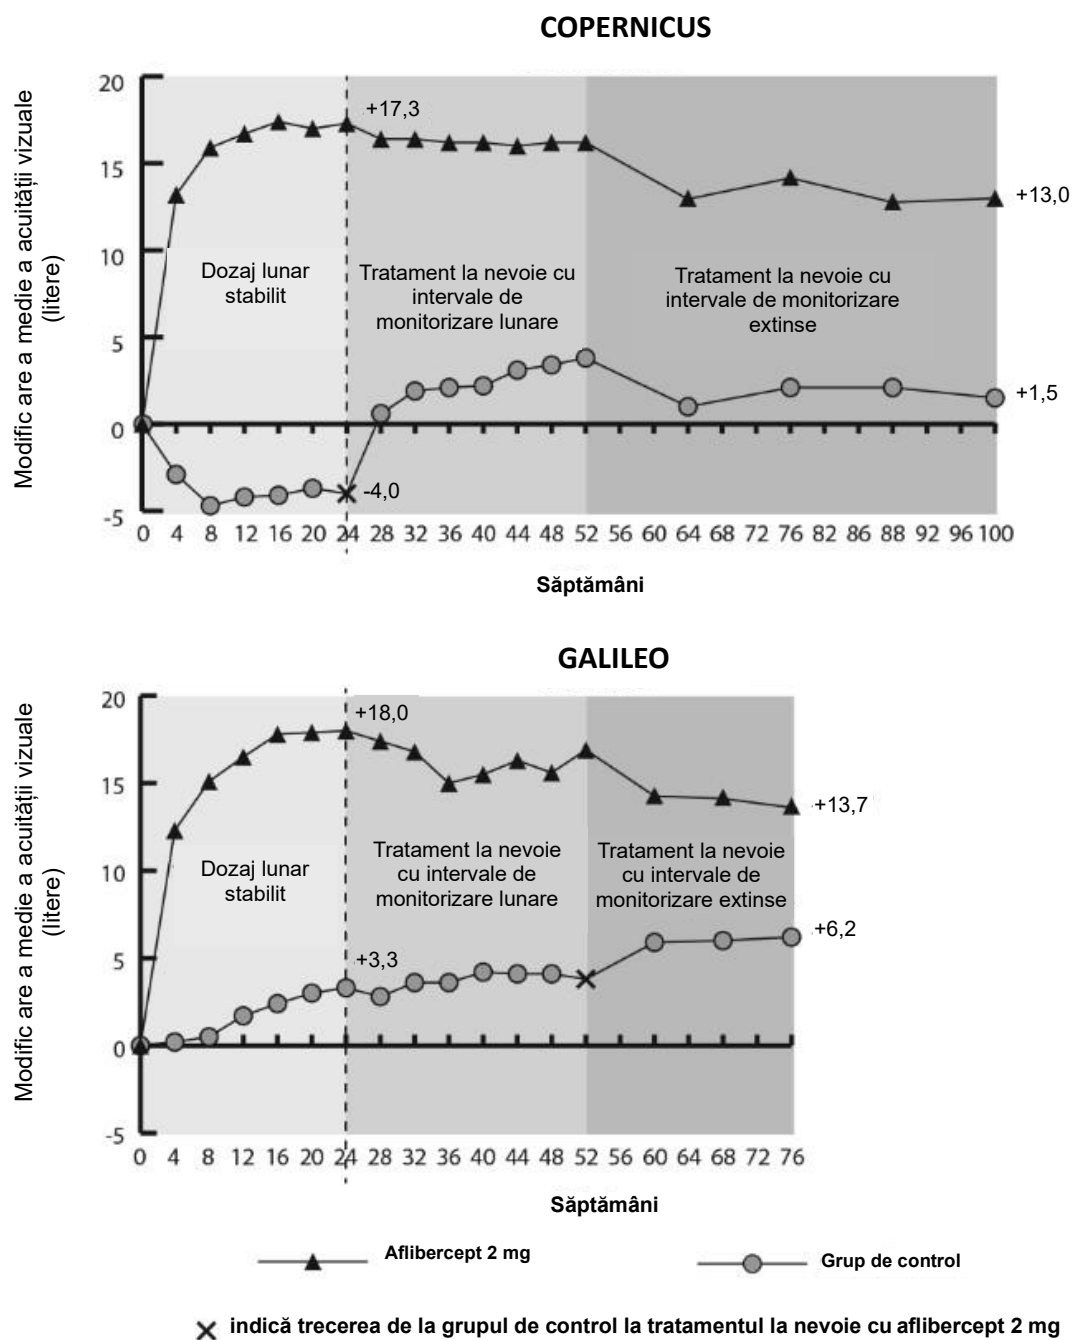 COPERNICUS
Modific are a medie a acuității vizuale
(litere)
20
15
10
5
0
-5
+17,3
+13,0
Dozaj lunar
stabilit
Tratament la nevoie cu
intervale de
monitorizare lunare
Tratament la nevoie cu
intervale de monitorizare
extinse
+1,5
-4,0
0 4 8 12 16 20 24 28 32 36 40 44 48 52 56 60 64 68 72 76 82 86 88 92 96 100
Săptămâni
GALILEO
Modific are a medie a acuității vizuale
(litere)
20
15
10
5
0
-5
+18,0
+13,7
Dozaj lunar
stabilit
Tratament la nevoie
cu intervale de
monitorizare lunare
Tratament la nevoie
cu intervale de
monitorizare extinse
+6,2
+3,3
0 4 8 12 16 20 24 28 32 36 40 44 48 52 56 60 64 68 72 76
Săptămâni
Aflibercept 2 mg
Grup de control
indică trecerea de la grupul de control la tratamentul la nevoie cu aflibercept 2 mg